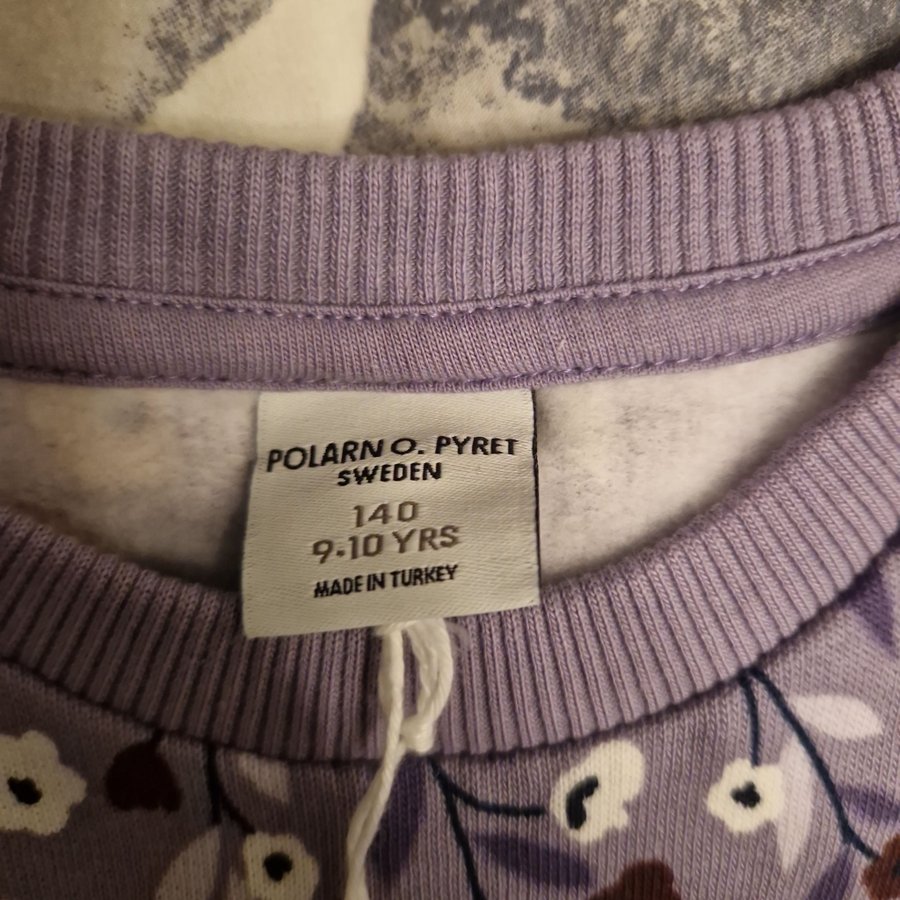 POLARN O. PYRET
SWEDEN
140
9-10 YRS
MADE IN TURKEY